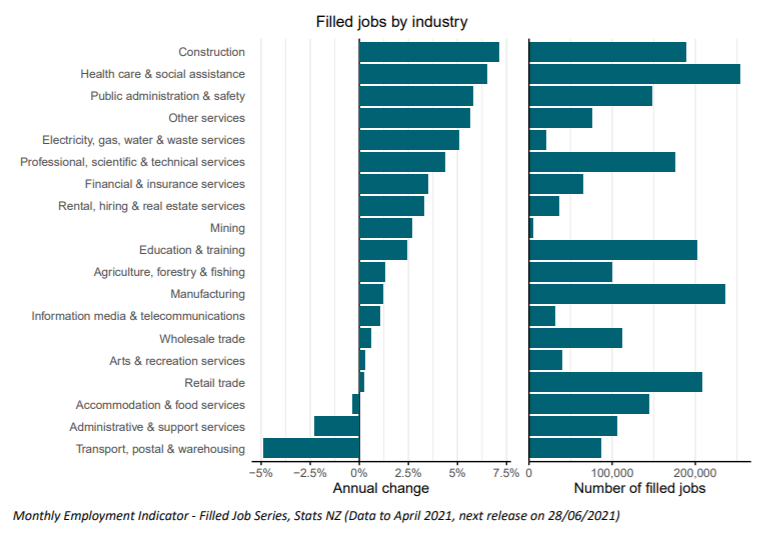 Filled jobs by industry
Construction
Health care & social assistance
Public administration & safety
Other services
Electricity, gas, water & waste services
Professional, scientific & technical services
Financial & insurance services
Rental, hiring & real estate services
Mining
Education & training
Agriculture, forestry & fishing
Manufacturing
Information media & telecommunications
Wholesale trade
Arts & recreation services
Retail trade
Accommodation & food services
Administrative & support services
Transport, postal & warehousing
−5% −2.5% 0% 2.5% 5% 7.5% 0 100,000 200,000
Annual change Number of filled jobs
Monthly Employment Indicator - Filled Job Series, Stats NZ (Data to April 2021, next release on 28/06/2021)